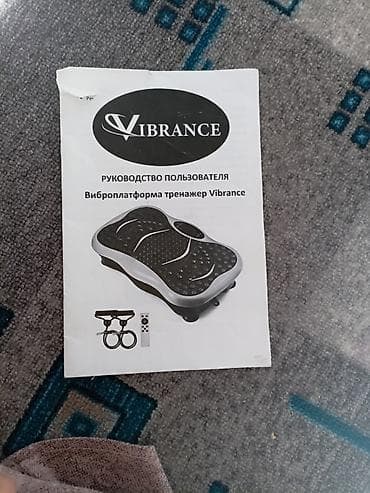 VIBRANCE
РУКОВОДСТВО ПОЛЬЗОВАТЕЛЯ
Виброплатформа тренажер Vibrance